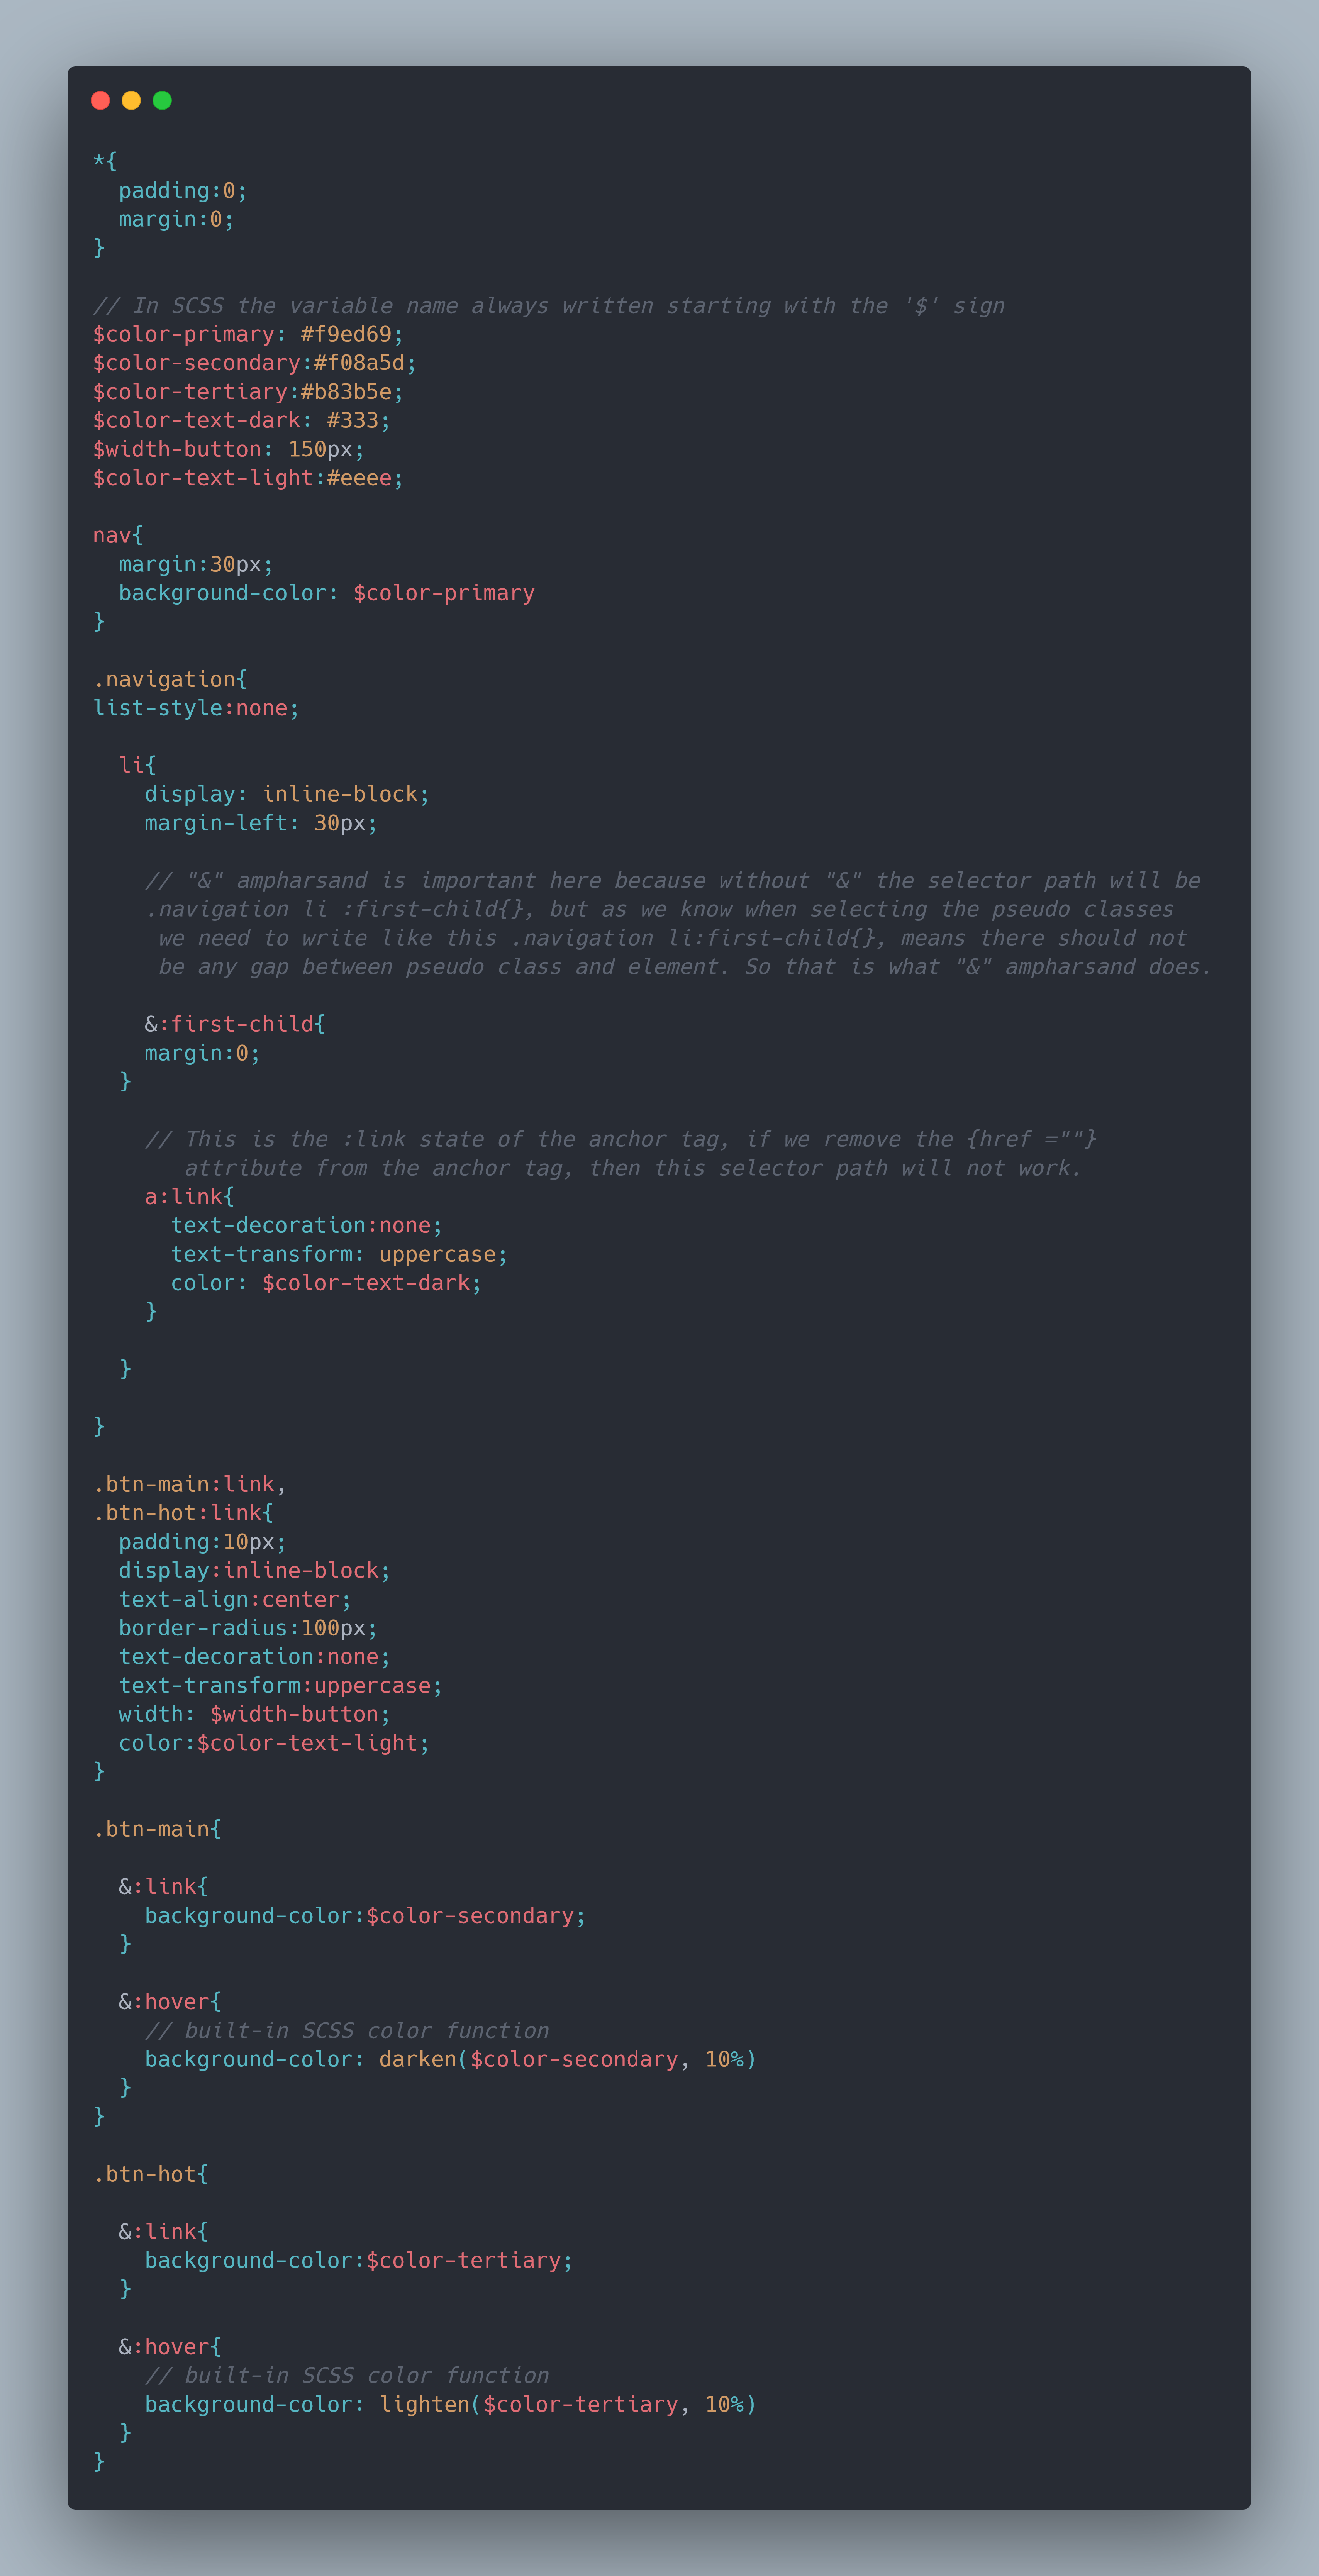 *{
  padding:0;
  margin:0;
}

// In SCSS the variable name always written starting with the '$' sign
$color-primary: #f9ed69;
$color-secondary:#f08a5d;
$color-tertiary:#b83b5e;
$color-text-dark: #333;
$width-button: 150px;
$color-text-light:#eeee;

nav{
  margin:30px;
  background-color: $color-primary
}

.navigation{
list-style:none;

  li{
    display: inline-block;
    margin-left: 30px;

    // "&" ampharsand is important here because without "&" the selector path will be
    .navigation li :first-child{}, but as we know when selecting the pseudo classes
     we need to write like this .navigation li:first-child{}, means there should not
     be any gap between pseudo class and element. So that is what "&" ampharsand does.

    &:first-child{
    margin:0;
  }

    // This is the :link state of the anchor tag, if we remove the {href =""}
       attribute from the anchor tag, then this selector path will not work.
    a:link{
      text-decoration:none;
      text-transform: uppercase;
      color: $color-text-dark;
    }

  }

}

.btn-main:link,
.btn-hot:link{
  padding:10px;
  display:inline-block;
  text-align:center;
  border-radius:100px;
  text-decoration:none;
  text-transform:uppercase;
  width: $width-button;
  color:$color-text-light;
}

.btn-main{

  &:link{
    background-color:$color-secondary;
  }

  &:hover{
    // built-in SCSS color function
    background-color: darken($color-secondary, 10%)
  }
}

.btn-hot{

  &:link{
    background-color:$color-tertiary;
  }

  &:hover{
    // built-in SCSS color function
    background-color: lighten($color-tertiary, 10%)
  }
}